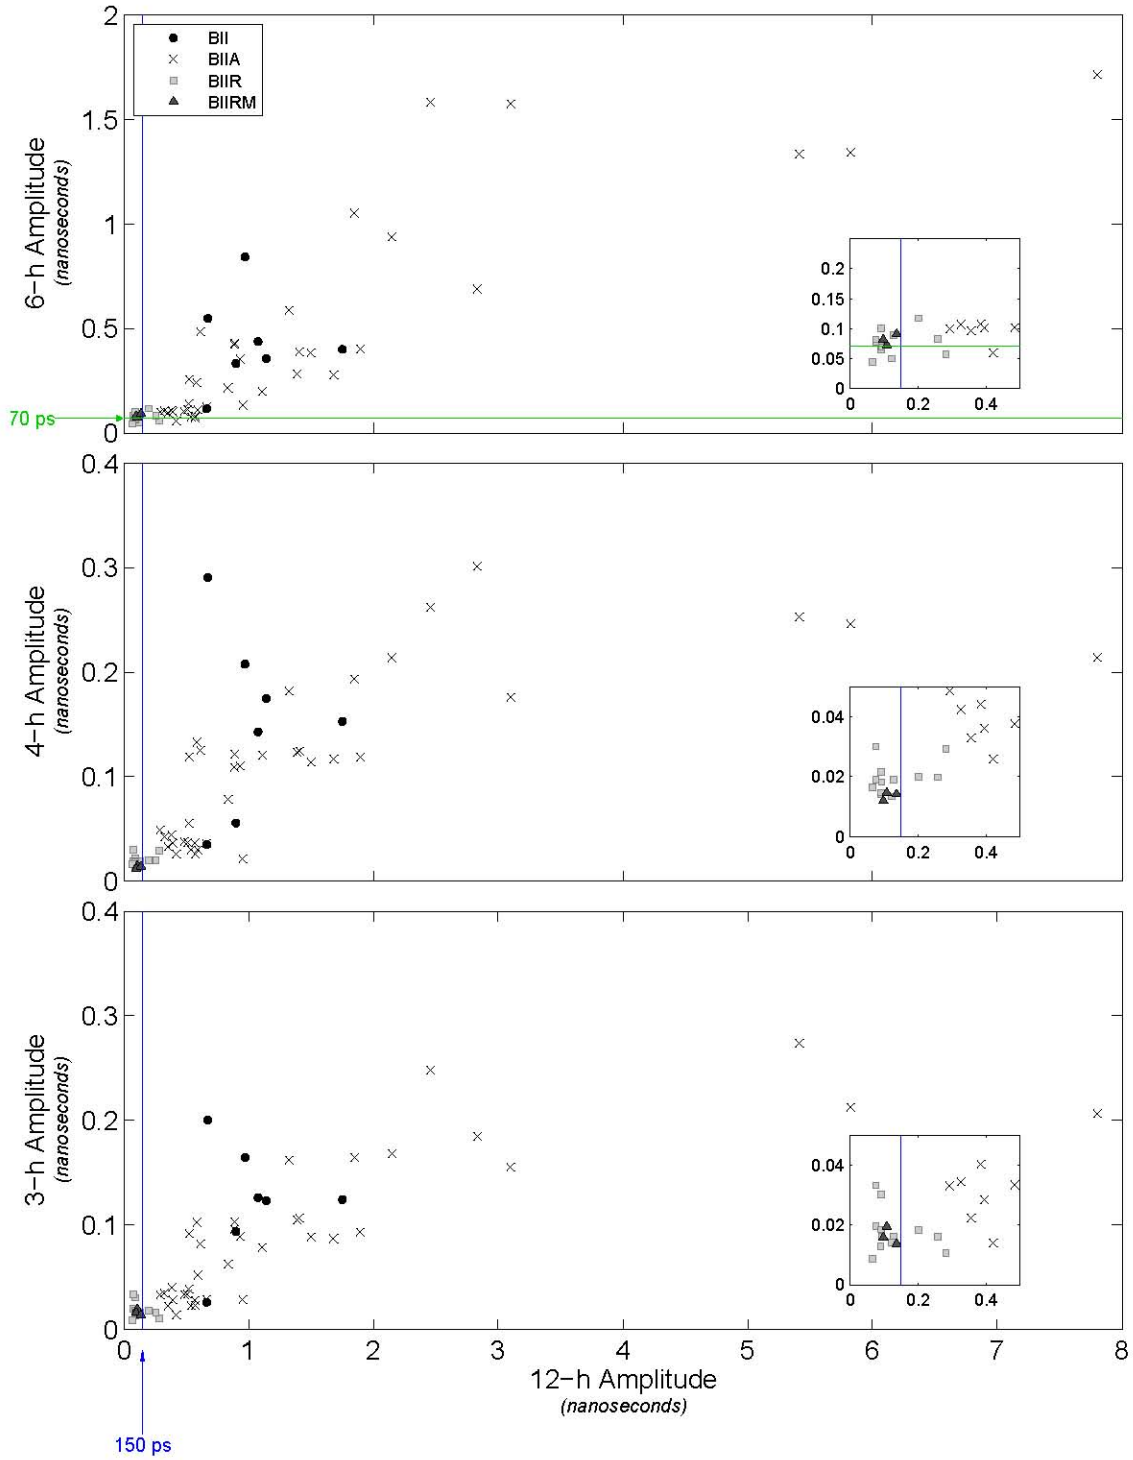 2
BII
BIIA
BIIR
BIIRM
1.5
1
0.5
0
6−h Amplitude
(nanoseconds)
70 ps
0.2
0.15
0.1
0.05
0
0 0.2 0.4
0.4
0.3
0.2
0.1
0
4−h Amplitude
(nanoseconds)
0.04
0.02
0
0 0.2 0.4
0.4
0.3
0.2
0.1
0
3−h Amplitude
(nanoseconds)
0.04
0.02
0
0 0.2 0.4
0 1 2 3 4 5 6 7 8
12−h Amplitude
(nanoseconds)
150 ps